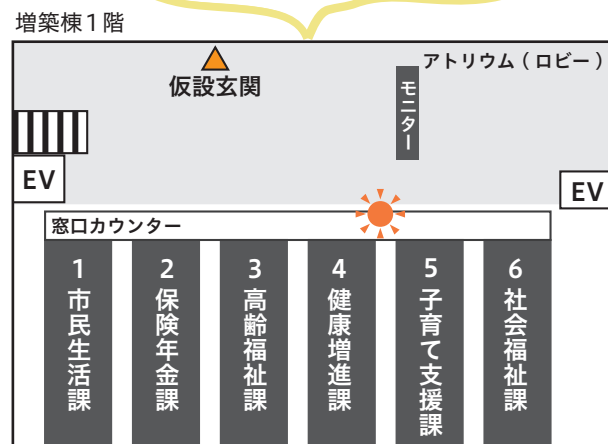 増築棟1階
アトリウム(ロビー)
仮設玄関
モニター
EV
EV
窓口カウンター
1 市民生活課
2 保険年金課
3 高齢福祉課
4 健康増進課
5 子育て支援課
6 社会福祉課